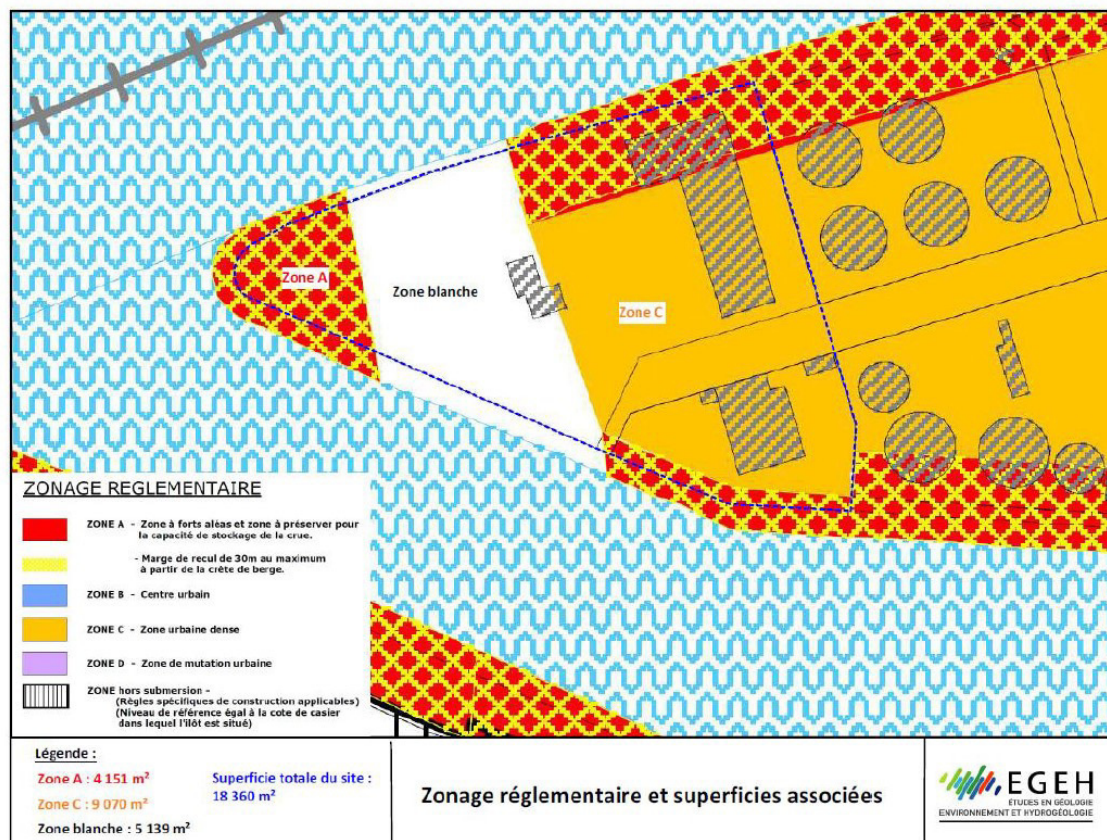 Zone A
Zone blanche
Zone C
ZONAGE REGLEMENTAIRE
ZONE A - Zone à forts aléas et zone à préserver pour
la capacité de stockage de la crue.
- Marge de recul de 30m au maximum
à partir de la crête de berge.
ZONE B - Centre urbain
ZONE C - Zone urbaine dense
ZONE D - Zone de mutation urbaine
ZONE hors submersion -
(Règles spécifiques de construction applicables)
(Niveau de référence égal à la cote de casier
dans lequel l'ilôt est situé)
Légende :
Zone A : 4 151 m²
Zone C : 9 070 m²
Zone blanche : 5 139 m²
Superficie totale du site :
18 360 m²
Zonage réglementaire et superficies associées
EGEH
ÉTUDES EN GÉOLOGIE
ENVIRONNEMENT ET HYDROGÉOLOGIE